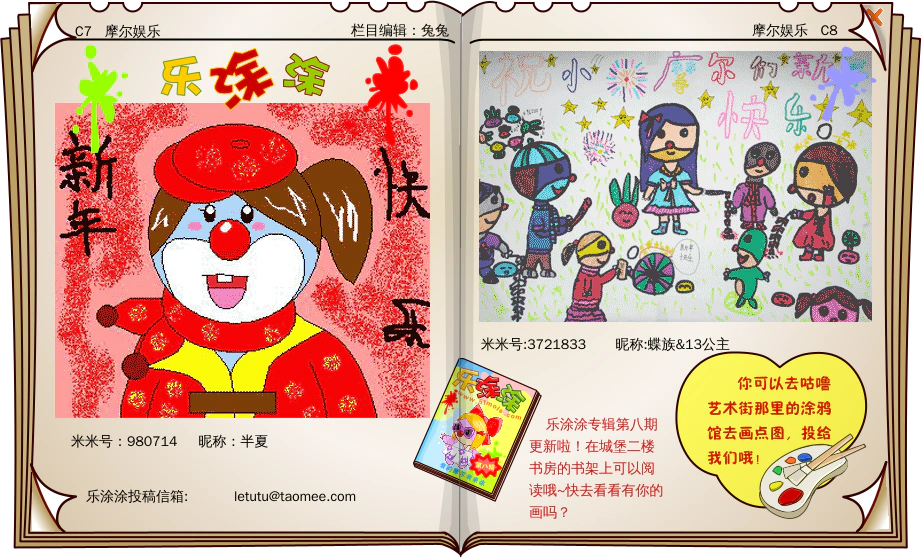 C7 摩尔娱乐
栏目编辑：兔兔
乐涂涂
新年
快乐
米米号：980714 昵称：半夏
乐涂涂投稿信箱: letutu@taomee.com
摩尔娱乐 C8
祝小摩尔们新年
快乐
米米号:3721833 昵称:蝶族&13公主
乐涂涂
乐涂涂专辑第八期
更新啦！在城堡二楼
书房的书架上可以阅
读哦~快去看看有你的
画吗？
你可以去咕噜
艺术街那里的涂鸦
馆去画点图，投给
我们哦！